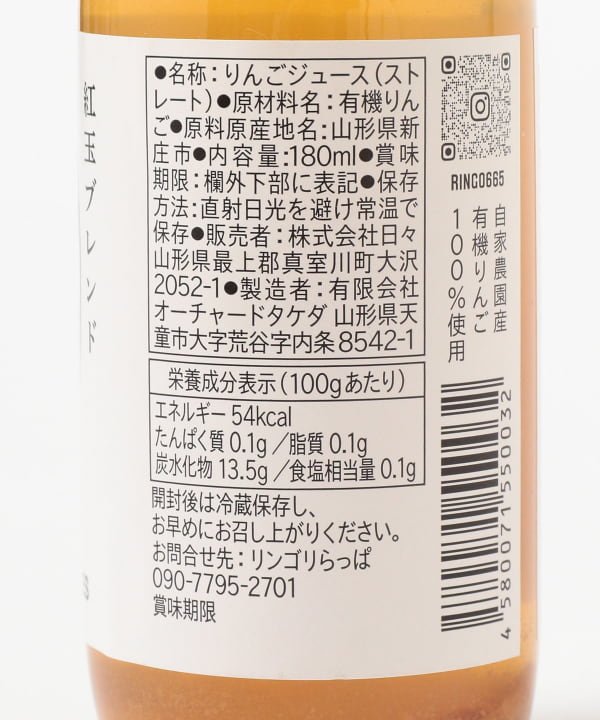 紅玉ブレンド
●名称：りんごジュース（スト
レート）●原材料名：有機りん
ご●原料原産地名：山形県新
庄市●内容量：180ml●賞味
期限：欄外下部に表記●保存
方法：直射日光を避け常温で
保存●販売者：株式会社日々
山形県最上郡真室川町大沢
2052-1●製造者：有限会社
オーチャードタケダ 山形県天
童市大字荒谷字内条8542-1
栄養成分表示（100gあたり）
エネルギー 54kcal
たんぱく質 0.1g ／脂質 0.1g
炭水化物 13.5g ／食塩相当量 0.1g
開封後は冷蔵保存し、
お早めにお召し上がりください。
お問合せ先：リンゴリらっぱ
090-7795-2701
賞味期限
RINGO665
自家農園産
有機りんご
100%使用
4 580071 550032